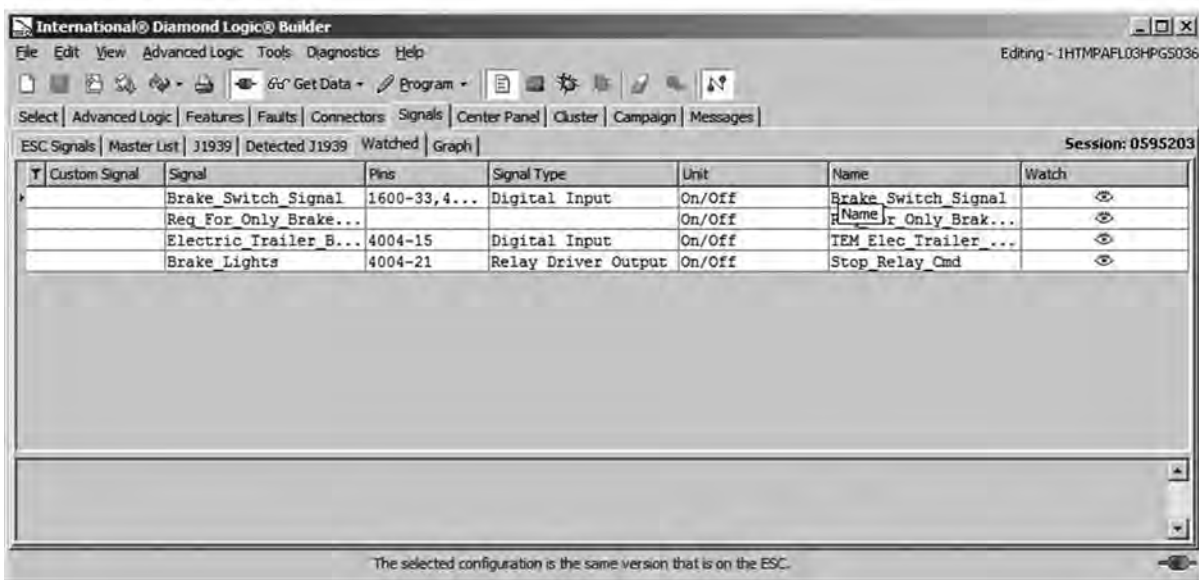 International® Diamond Logic® Builder
File Edit View Advanced Logic Tools Diagnostics Help Editing - 1HTMPAFL03HPGS036
Get Data Program
Select Advanced Logic Features Faults Connectors Signals Center Panel Cluster Campaign Messages
ESC Signals Master List J1939 Detected J1939 Watched Graph Session: 0595203
Custom Signal Signal Pins Signal Type Unit Name Watch
Brake_Switch_Signal 1600-33,4... Digital Input On/Off Brake_Switch_Signal
Req_For_Only_Brake... On/Off Only_Brak...
Name
Electric_Trailer_B... 4004-15 Digital Input On/Off TEM_Elec_Trailer_...
Brake_Lights 4004-21 Relay Driver Output On/Off Stop_Relay_Cmd
The selected configuration is the same version that is on the ESC.